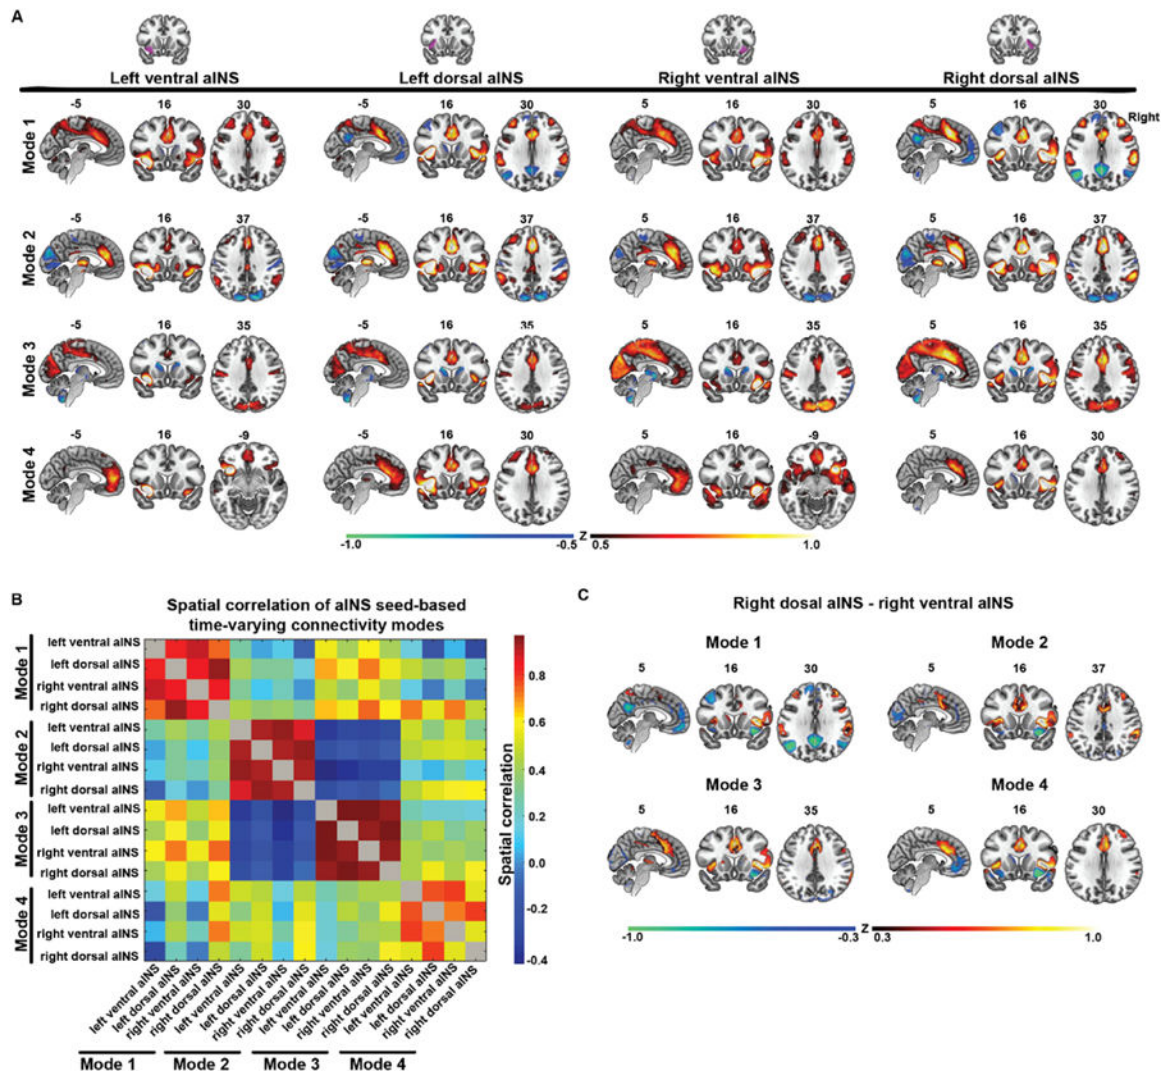 A
Left ventral aINS Left dorsal aINS Right ventral aINS Right dorsal aINS
-5 16 30 -5 16 30 5 16 30 5 16 30
Right
Mode 1
-5 16 37 -5 16 37 5 16 37 5 16 37
Mode 2
-5 16 35 -5 16 35 5 16 35 5 16 35
Mode 3
-5 16 -9 -5 16 30 5 16 -9 5 16 30
Mode 4
-1.0 -0.5 Z 0.5 1.0
B
Spatial correlation of aINS seed-based
time-varying connectivity modes
Mode 1
left ventral aINS
left dorsal aINS
right ventral aINS
right dorsal aINS
Mode 2
left ventral aINS
left dorsal aINS
right ventral aINS
right dorsal aINS
Mode 3
left ventral aINS
left dorsal aINS
right ventral aINS
right dorsal aINS
Mode 4
left ventral aINS
left dorsal aINS
right ventral aINS
right dorsal aINS
left ventral aINS
left dorsal aINS
right ventral aINS
right dorsal aINS
left ventral aINS
left dorsal aINS
right ventral aINS
right dorsal aINS
left ventral aINS
left dorsal aINS
right ventral aINS
right dorsal aINS
left ventral aINS
left dorsal aINS
right ventral aINS
right dorsal aINS
Mode 1 Mode 2 Mode 3 Mode 4
Spatial correlation
0.8
0.6
0.4
0.2
0.0
-0.2
-0.4
C
Right dosal aINS - right ventral aINS
Mode 1 Mode 2
5 16 30 5 16 37
Mode 3 Mode 4
5 16 35 5 16 30
-1.0 -0.3 Z 0.3 1.0